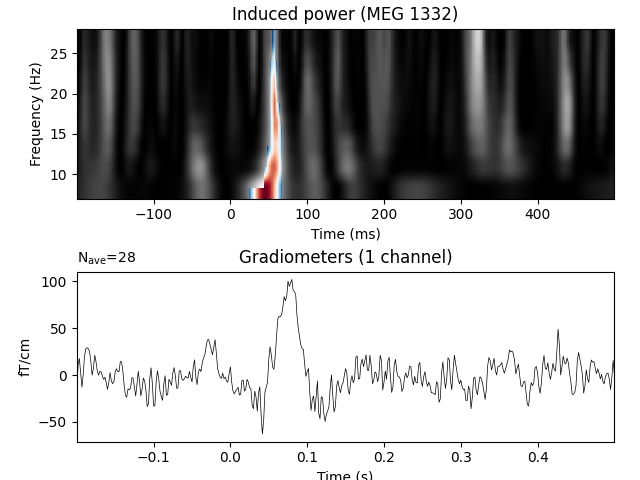 Induced power (MEG 1332)
Frequency (Hz)
25
20
15
10
−100 0 100 200 300 400
Time (ms)
Nave=28 Gradiometers (1 channel)
fT/cm
100
50
0
−50
−0.1 0.0 0.1 0.2 0.3 0.4
Time (s)